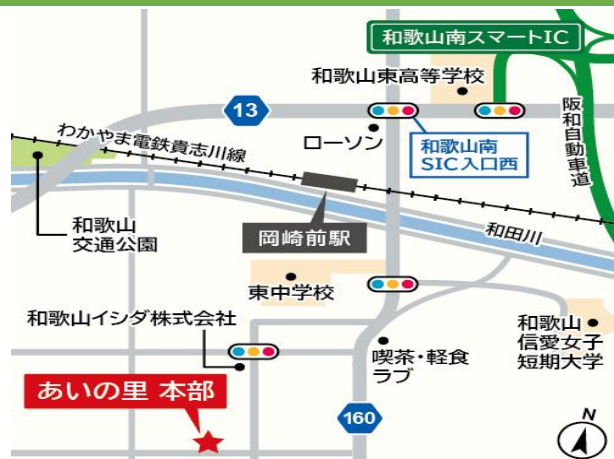 和歌山南スマートIC
和歌山東高等学校
13
ローソン
和歌山南
SIC入口西
阪和自動車道
わかやま電鉄貴志川線
和歌山
交通公園
岡崎前駅
和田川
東中学校
和歌山イシダ株式会社
喫茶・軽食
ラブ
和歌山
信愛女子
短期大学
あいの里 本部
160
N